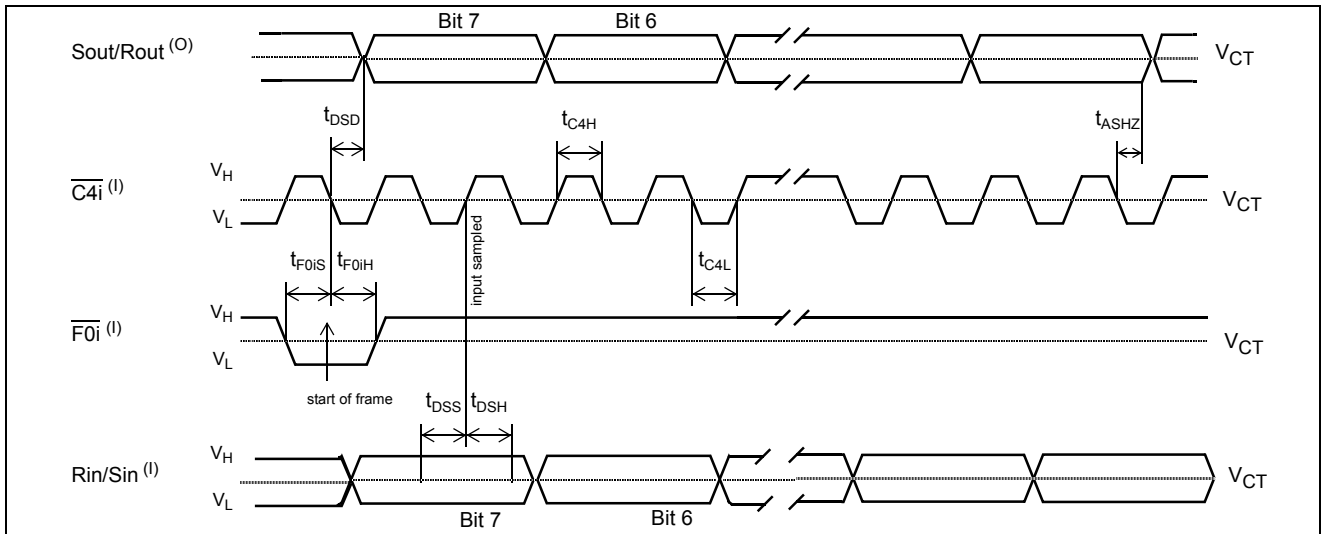 Bit 7 Bit 6
Sout/Rout (O) VCT
tDSD tC4H tASHZ
VH
C4i (I) VCT
VL
tF0iS tF0iH input sampled tC4L
VH
F0i (I) VCT
VL
start of frame tDSS tDSH
VH
Rin/Sin (I) VCT
VL
Bit 7 Bit 6